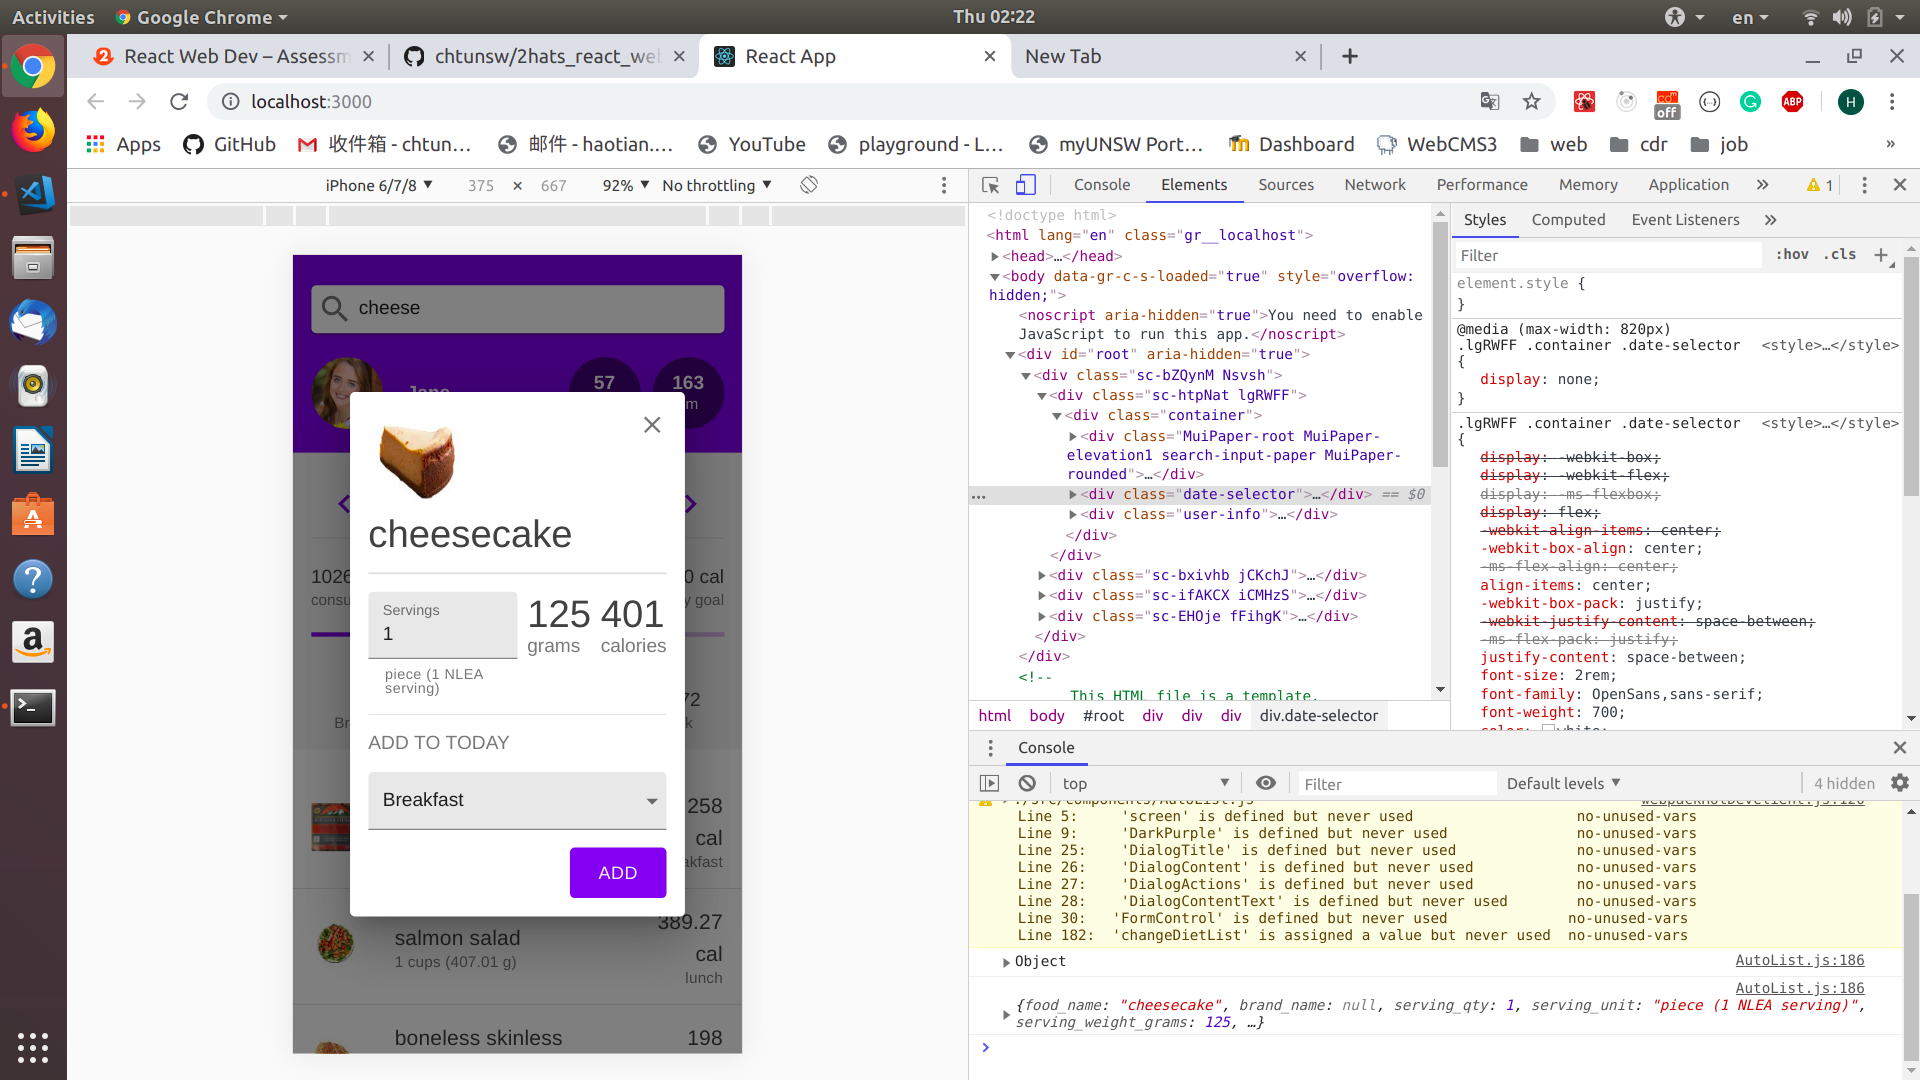 Activities Google Chrome Thu 02:22 en
React Web Dev – Assessm chtunsw/2hats_react_we React App New Tab
localhost:3000 off ABP H
Apps GitHub 收件箱 - chtun... 邮件 - haotian.... YouTube playground - L... myUNSW Port... Dashboard WebCMS3 web cdr job »
iPhone 6/7/8 375 × 667 92% No throttling
Console Elements Sources Network Performance Memory Application » 1
cheese
57 163
m
cheesecake
1026 0 cal
consu y goal
Servings
1
125 401
grams calories
piece (1 NLEA
serving)
72
Br k
ADD TO TODAY
Breakfast
258
cal
akfast
ADD
389.27
salmon salad
cal
1 cups (407.01 g)
lunch
boneless skinless 198
<!doctype html>
<html lang="en" class="gr__localhost">
<head>…</head>
<body data-gr-c-s-loaded="true" style="overflow:
hidden;">
<noscript aria-hidden="true">You need to enable
JavaScript to run this app.</noscript>
<div id="root" aria-hidden="true">
<div class="sc-bZQynM Nsvsh">
<div class="sc-htpNat lgRWFF">
<div class="container">
<div class="MuiPaper-root MuiPaper-
elevation1 search-input-paper MuiPaper-
rounded">…</div>
<div class="date-selector">…</div> == $0
<div class="user-info">…</div>
</div>
</div>
<div class="sc-bxivhb jCKchJ">…</div>
<div class="sc-ifAKCX iCMHzS">…</div>
<div class="sc-EHOje fFihgK">…</div>
</div>
</div>
<!--
This HTML file is a template.
html body #root div div div div.date-selector
Styles Computed Event Listeners »
Filter :hov .cls +
element.style {
}
@media (max-width: 820px)
.lgRWFF .container .date-selector <style>…</style>
{
display: none;
}
.lgRWFF .container .date-selector <style>…</style>
{
display: -webkit-box;
display: -webkit-flex;
display: -ms-flexbox;
display: flex;
-webkit-align-items: center;
-webkit-box-align: center;
-ms-flex-align: center;
align-items: center;
-webkit-box-pack: justify;
-webkit-justify-content: space-between;
-ms-flex-pack: justify;
justify-content: space-between;
font-size: 2rem;
font-family: OpenSans,sans-serif;
font-weight: 700;
color: white;
Console
top Filter Default levels 4 hidden
./src/Components/AutoList.js webpackHotDevClient.js:120
Line 5: 'screen' is defined but never used no-unused-vars
Line 9: 'DarkPurple' is defined but never used no-unused-vars
Line 25: 'DialogTitle' is defined but never used no-unused-vars
Line 26: 'DialogContent' is defined but never used no-unused-vars
Line 27: 'DialogActions' is defined but never used no-unused-vars
Line 28: 'DialogContentText' is defined but never used no-unused-vars
Line 30: 'FormControl' is defined but never used no-unused-vars
Line 182: 'changeDietList' is assigned a value but never used no-unused-vars
Object AutoList.js:186
AutoList.js:186
{food_name: "cheesecake", brand_name: null, serving_qty: 1, serving_unit: "piece (1 NLEA serving)",
serving_weight_grams: 125, …}